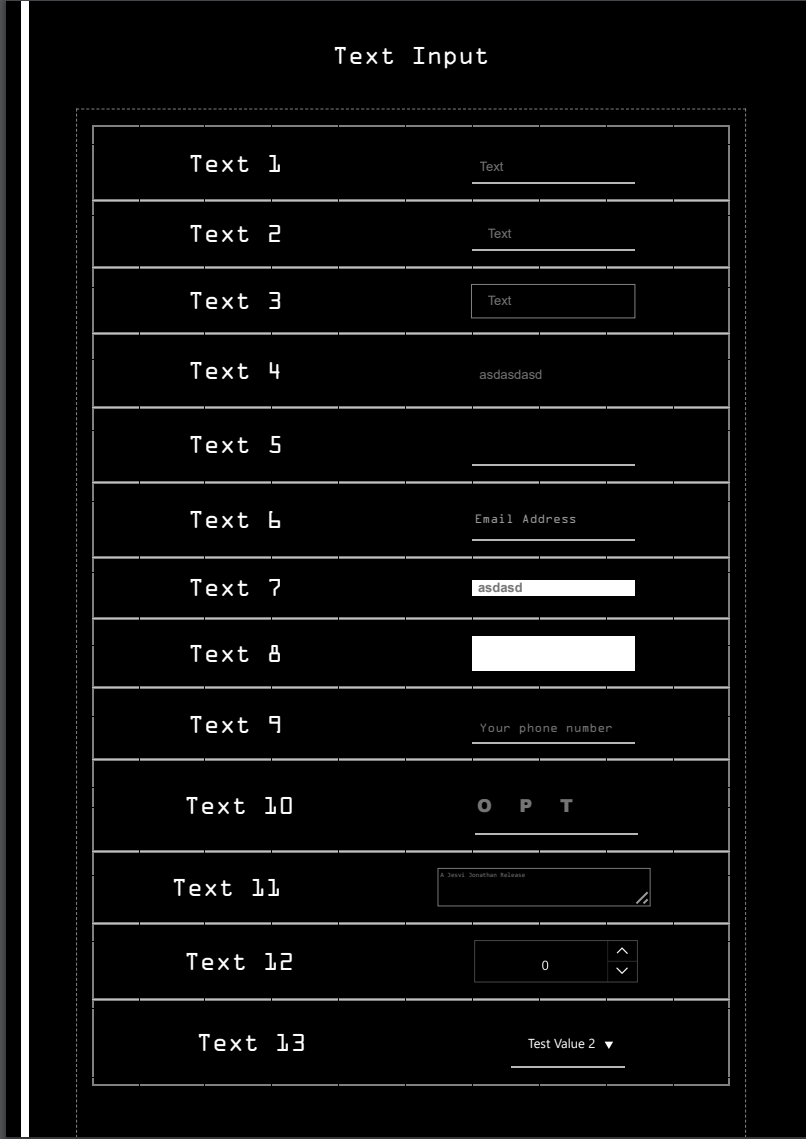 Text Input
Text 1 Text
Text 2 Text
Text 3 Text
Text 4 asdasdasd
Text 5
Text 6 Email Address
Text 7 asdasd
Text 8
Text 9 Your phone number
Text 10 O P T
Text 11 A Jesvi Jonathan Release
Text 12 0
Text 13 Test Value 2